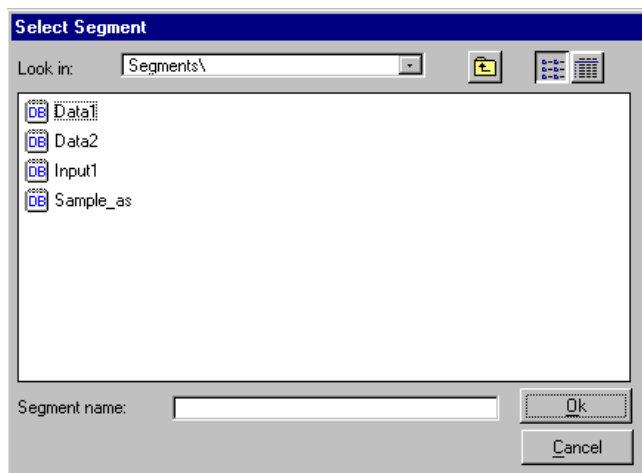 Select Segment
Look in: Segments\
DB Data1
DB Data2
DB Input1
DB Sample_as
Segment name: Ok
Cancel